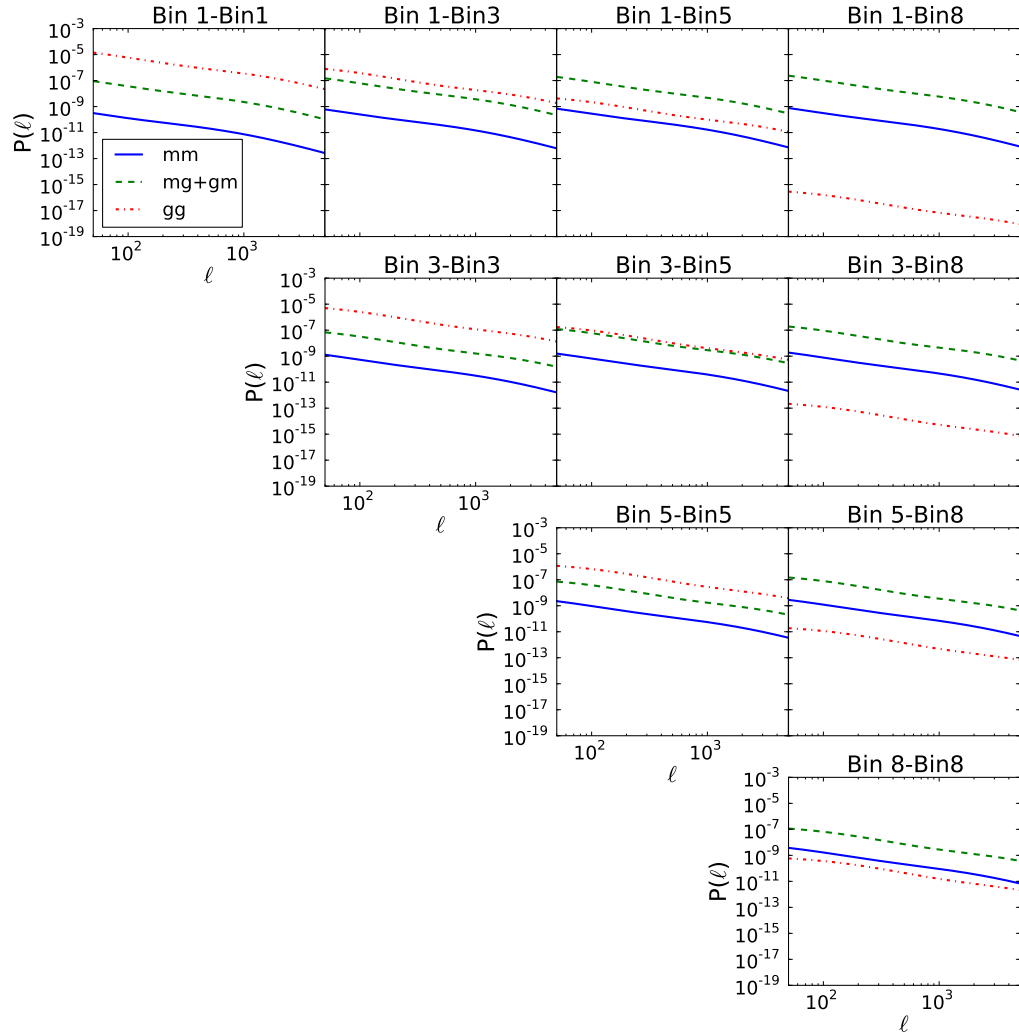 Bin 1-Bin1 Bin 1-Bin3 Bin 1-Bin5 Bin 1-Bin8
10^-3
10^-5
10^-7
10^-9
10^-11
10^-13
10^-15
10^-17
10^-19
P(ℓ)
mm
mg+gm
gg
10^2 10^3
ℓ
Bin 3-Bin3 Bin 3-Bin5 Bin 3-Bin8
10^-3
10^-5
10^-7
10^-9
10^-11
10^-13
10^-15
10^-17
10^-19
P(ℓ)
10^2 10^3
ℓ
Bin 5-Bin5 Bin 5-Bin8
10^-3
10^-5
10^-7
10^-9
10^-11
10^-13
10^-15
10^-17
10^-19
P(ℓ)
10^2 10^3
ℓ
Bin 8-Bin8
10^-3
10^-5
10^-7
10^-9
10^-11
10^-13
10^-15
10^-17
10^-19
P(ℓ)
10^2 10^3
ℓ